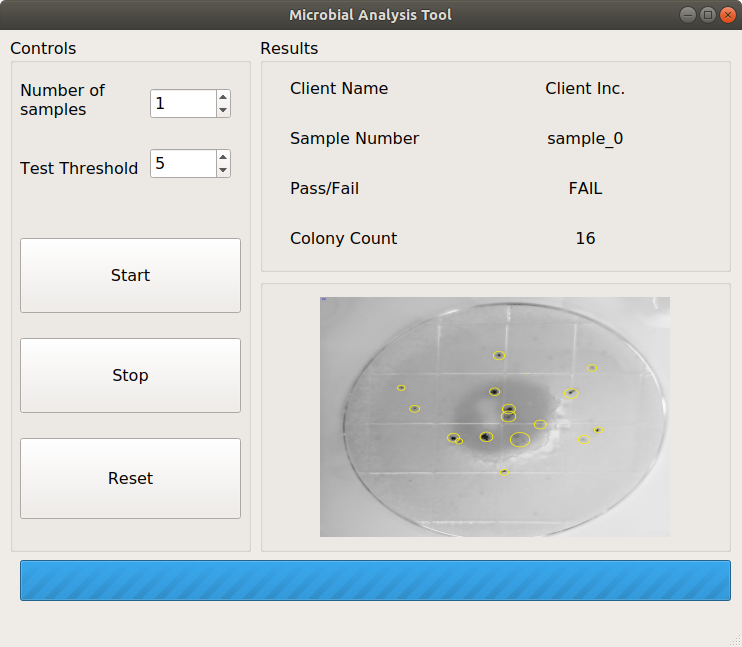 Microbial Analysis Tool
Controls
Number of
samples
1
Test Threshold
5
Start
Stop
Reset
Results
Client Name
Client Inc.
Sample Number
sample_0
Pass/Fail
FAIL
Colony Count
16